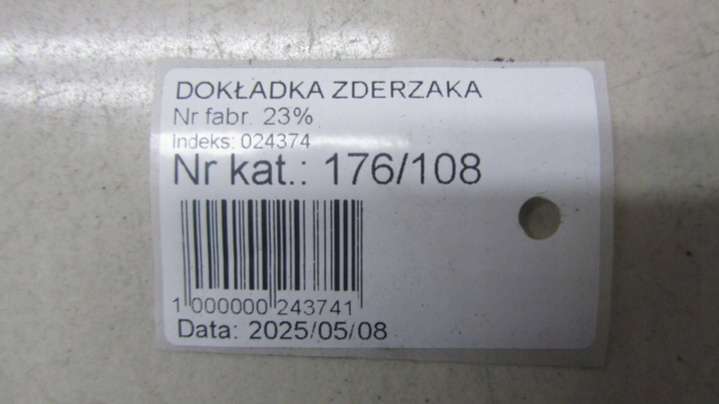 DOKŁADKA ZDERZAKA
Nr fabr. 23%
Indeks: 024374
Nr kat.: 176/108
1 000000 243741
Data: 2025/05/08